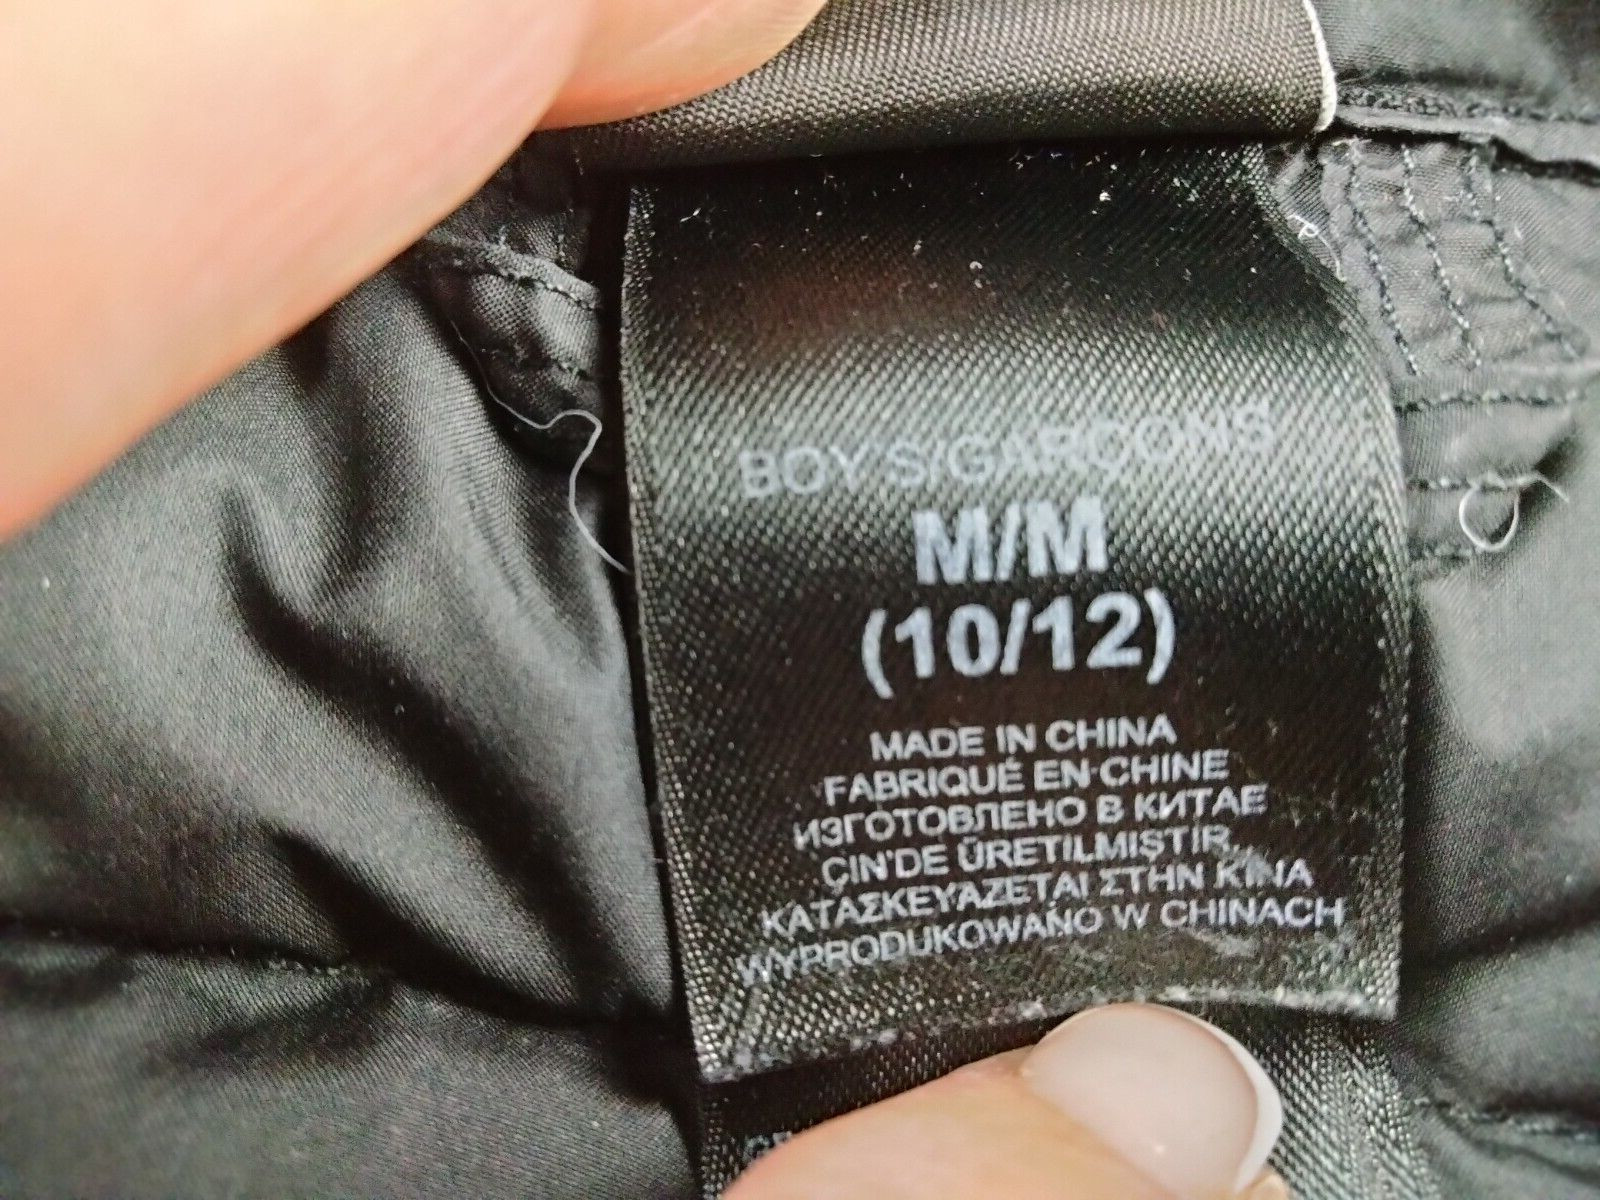 BOY'S/GARÇONS
M/M
(10/12)
MADE IN CHINA
FABRIQUÉ EN CHINE
ИЗГОТОВЛЕНО В КИТАЕ
ÇIN'DE ÜRETILMIŞTIR.
ΚΑΤΑΣΚΕΥΑΖΕΤΑΙ ΣΤΗΝ ΚΙΝΑ
WYPRODUKOWANO W CHINACH